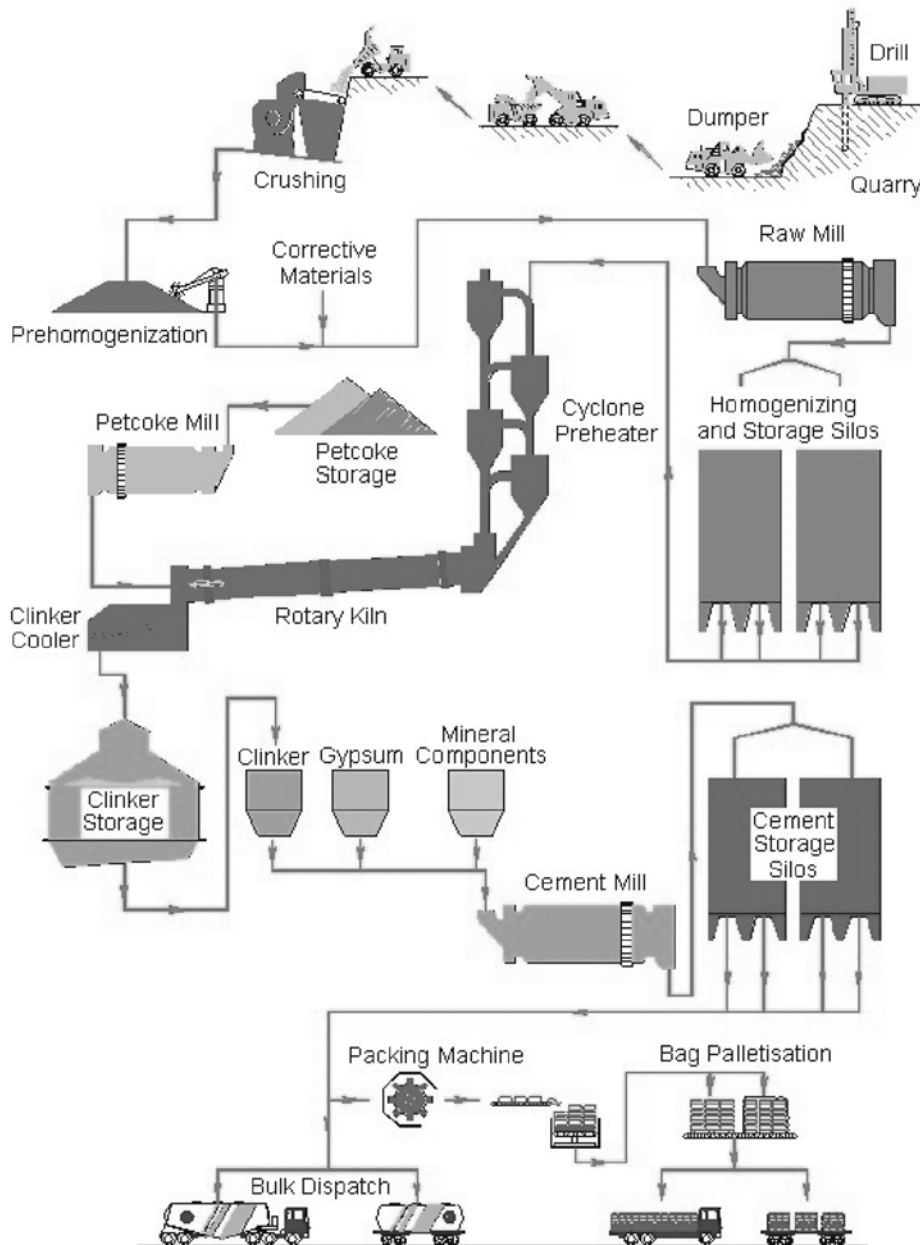 Drill
Dumper
Crushing
Quarry
Raw Mill
Corrective
Materials
Prehomogenization
Petcoke Mill
Petcoke
Storage
Cyclone
Preheater
Homogenizing
and Storage Silos
Clinker
Cooler
Rotary Kiln
Clinker
Storage
Clinker
Gypsum
Mineral
Components
Cement Mill
Cement
Storage
Silos
Packing Machine
Bag Palletisation
Bulk Dispatch